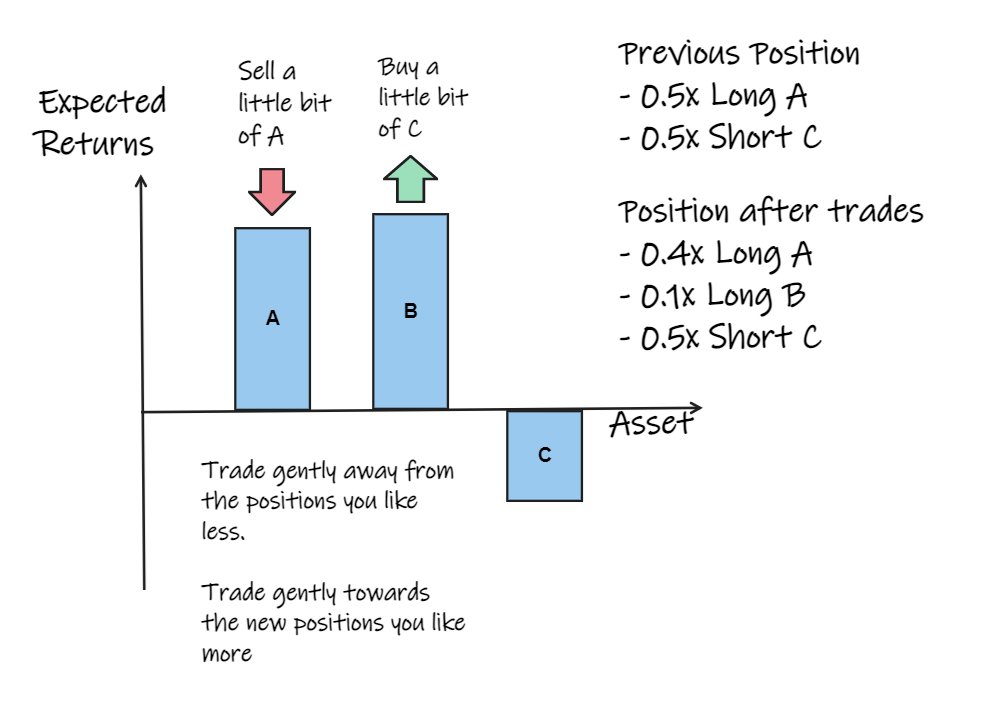 Expected
Returns
Sell a
little bit
of A
Buy a
little bit
of C
A
B
C
Asset
Trade gently away from
the positions you like
less.
Trade gently towards
the new positions you like
more
Previous Position
- 0.5x Long A
- 0.5x Short C
Position after trades
- 0.4x Long A
- 0.1x Long B
- 0.5x Short C